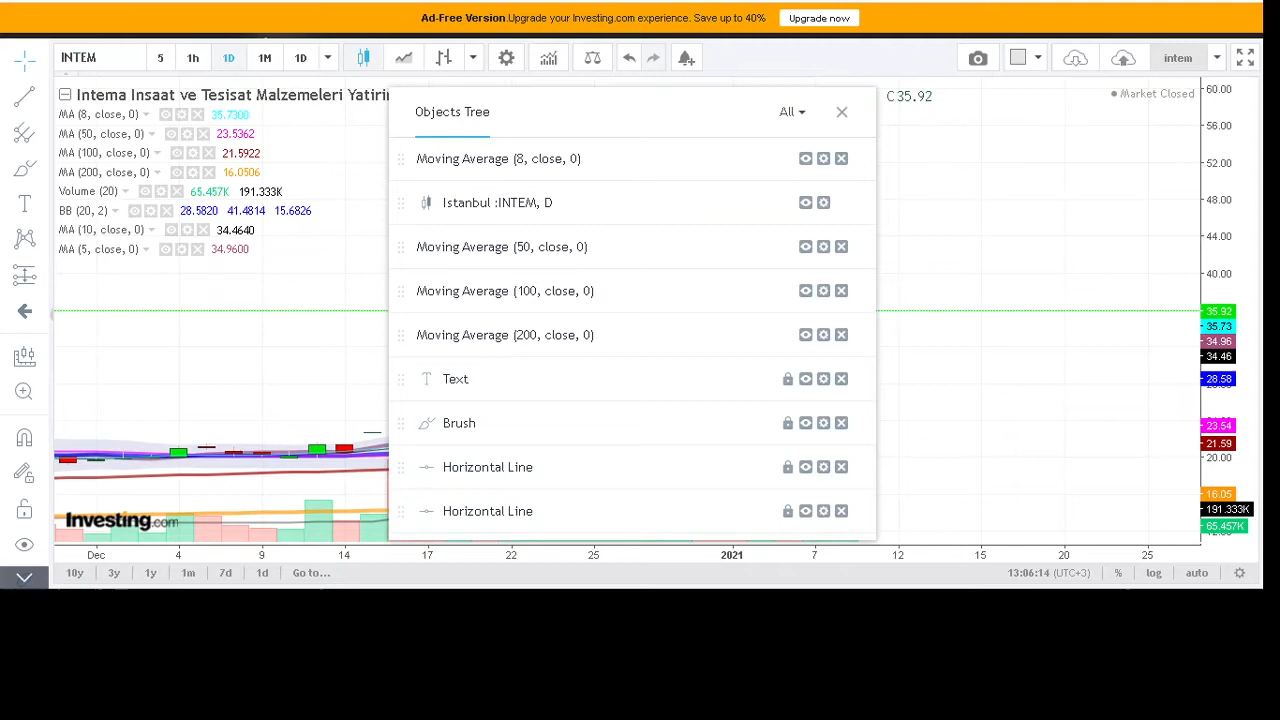 Ad-Free Version.Upgrade your Investing.com experience. Save up to 40% Upgrade now
INTEM 5 1h 1D 1M 1D intem
Intema Insaat ve Tesisat Malzemeleri Yatirin C 35.92 Market Closed
MA (8, close, 0) 35.7300
MA (50, close, 0) 23.5362
MA (100, close, 0) 21.5922
MA (200, close, 0) 16.0506
Volume (20) 65.457K 191.333K
BB (20, 2) 28.5820 41.4814 15.6826
MA (10, close, 0) 34.4640
MA (5, close, 0) 34.9600
Objects Tree All
Moving Average (8, close, 0)
Istanbul :INTEM, D
Moving Average (50, close, 0)
Moving Average (100, close, 0)
Moving Average (200, close, 0)
Text
Brush
Horizontal Line
Horizontal Line
60.00
56.00
52.00
48.00
44.00
40.00
35.92
35.73
34.96
34.46
28.58
23.54
21.59
20.00
16.05
191.333K
65.457K
Investing.com
Dec 4 9 14 17 22 25 2021 7 12 15 20 25
10y 3y 1y 1m 7d 1d Go to... 13:06:14 (UTC+3) % log auto